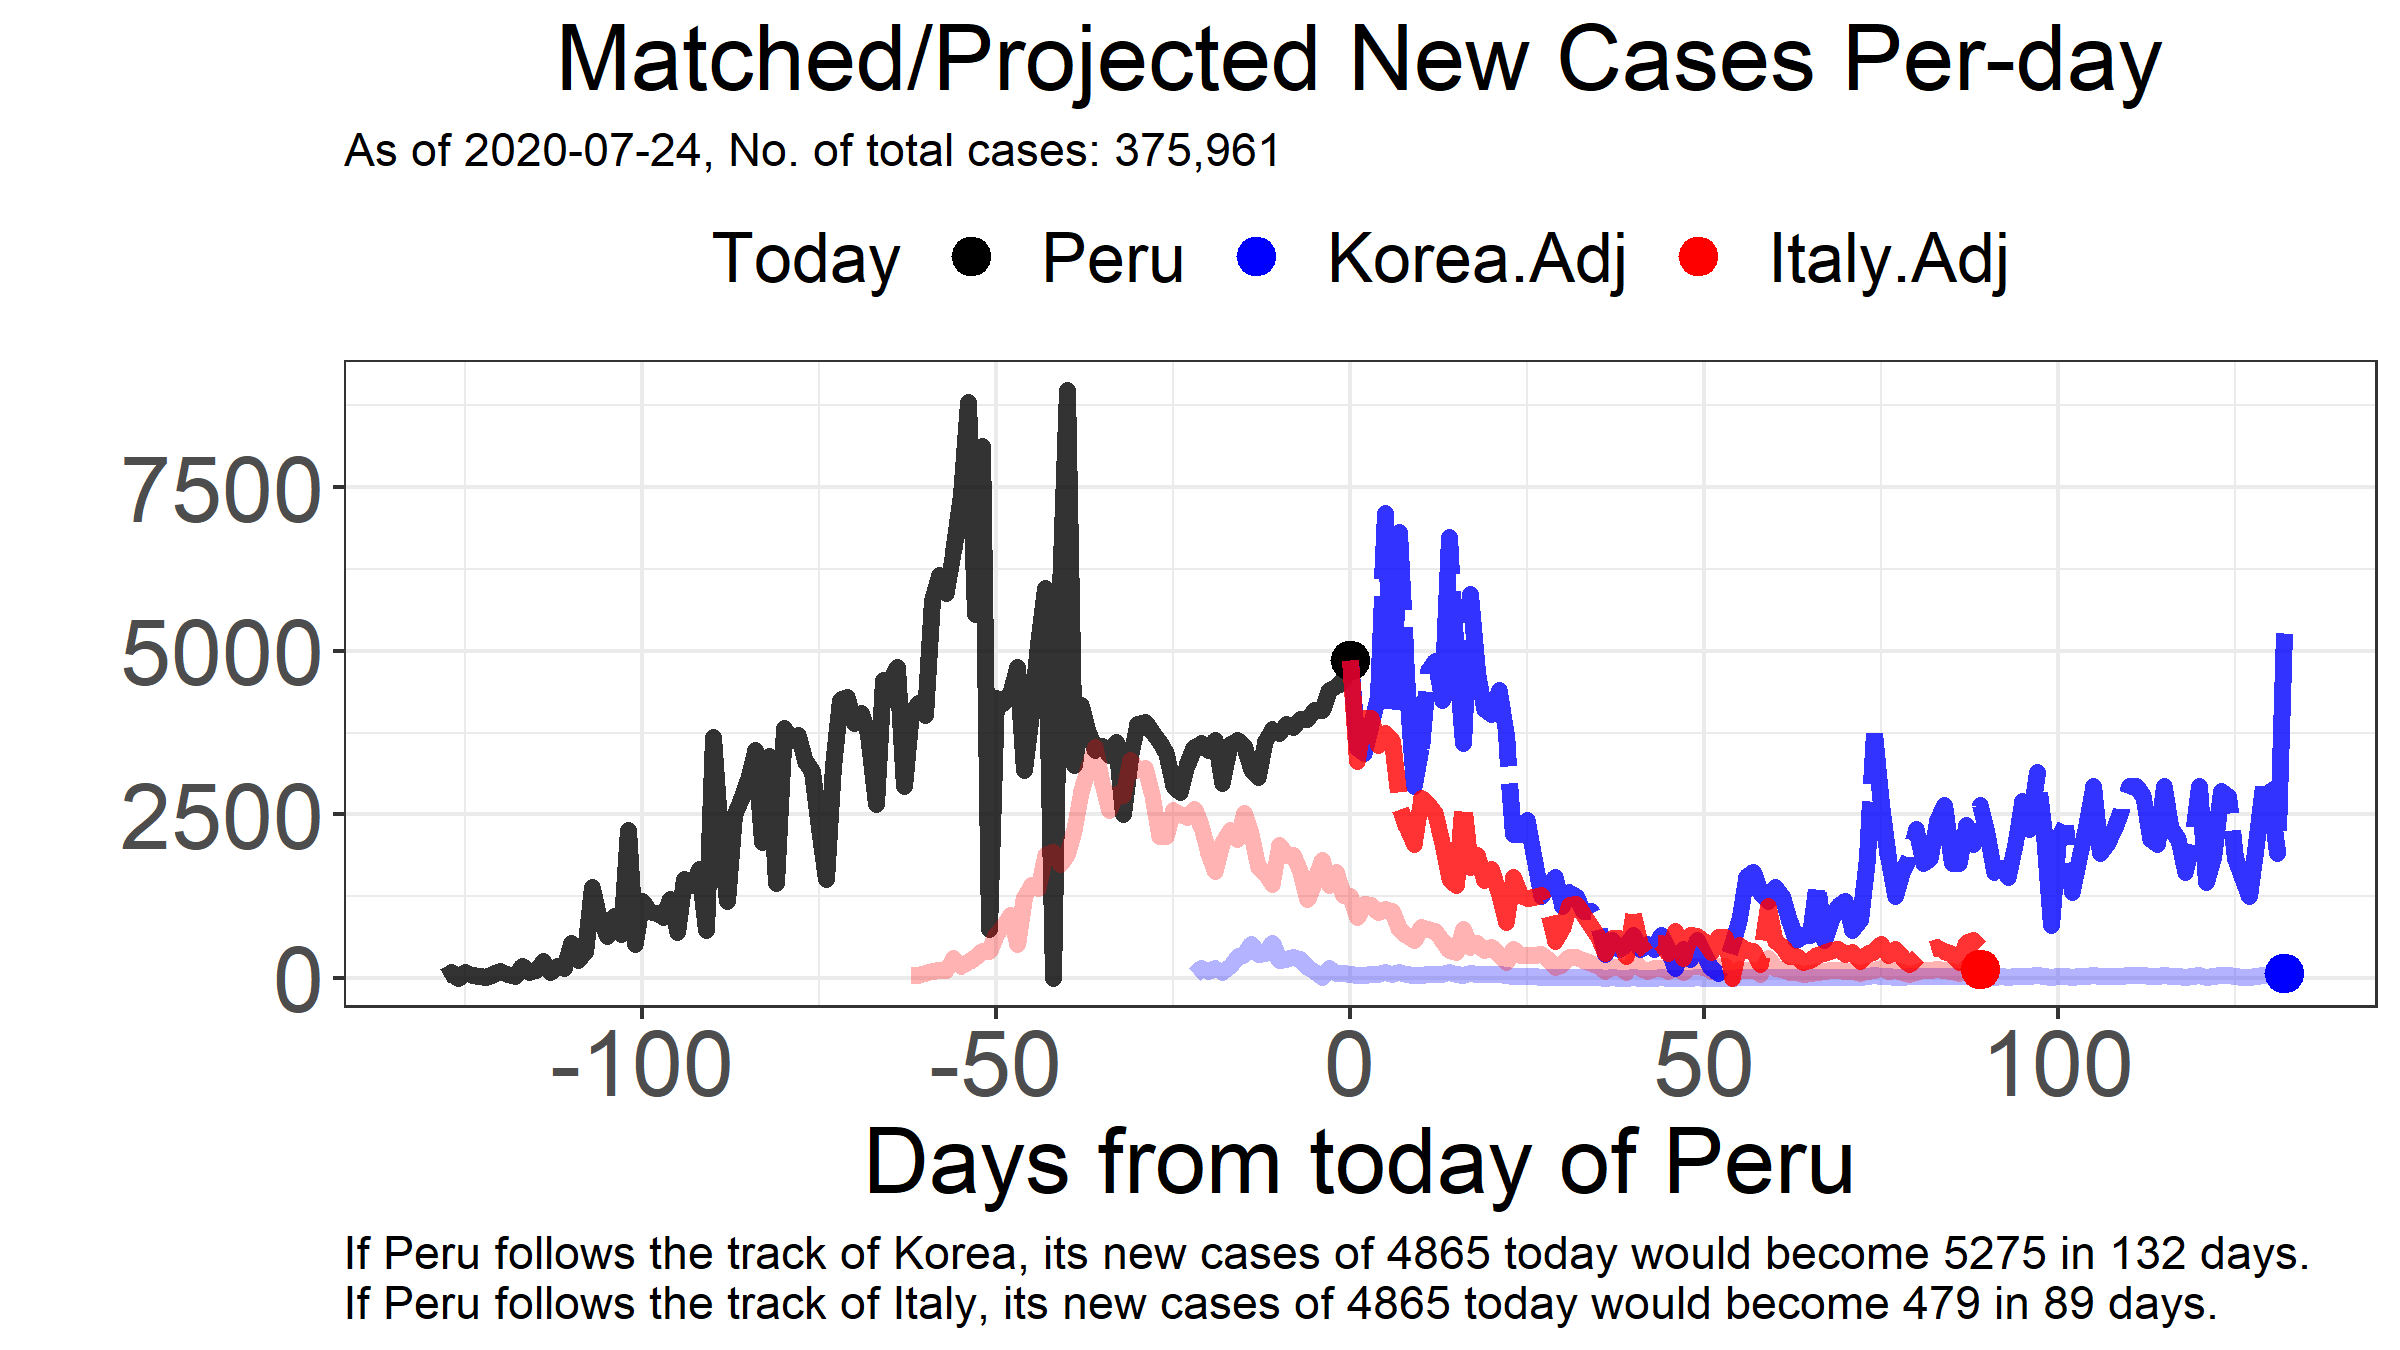 Matched/Projected New Cases Per-day
As of 2020-07-24, No. of total cases: 375,961
Today Peru Korea.Adj Italy.Adj
7500
5000
2500
0
-100 -50 0 50 100
Days from today of Peru
If Peru follows the track of Korea, its new cases of 4865 today would become 5275 in 132 days.
If Peru follows the track of Italy, its new cases of 4865 today would become 479 in 89 days.